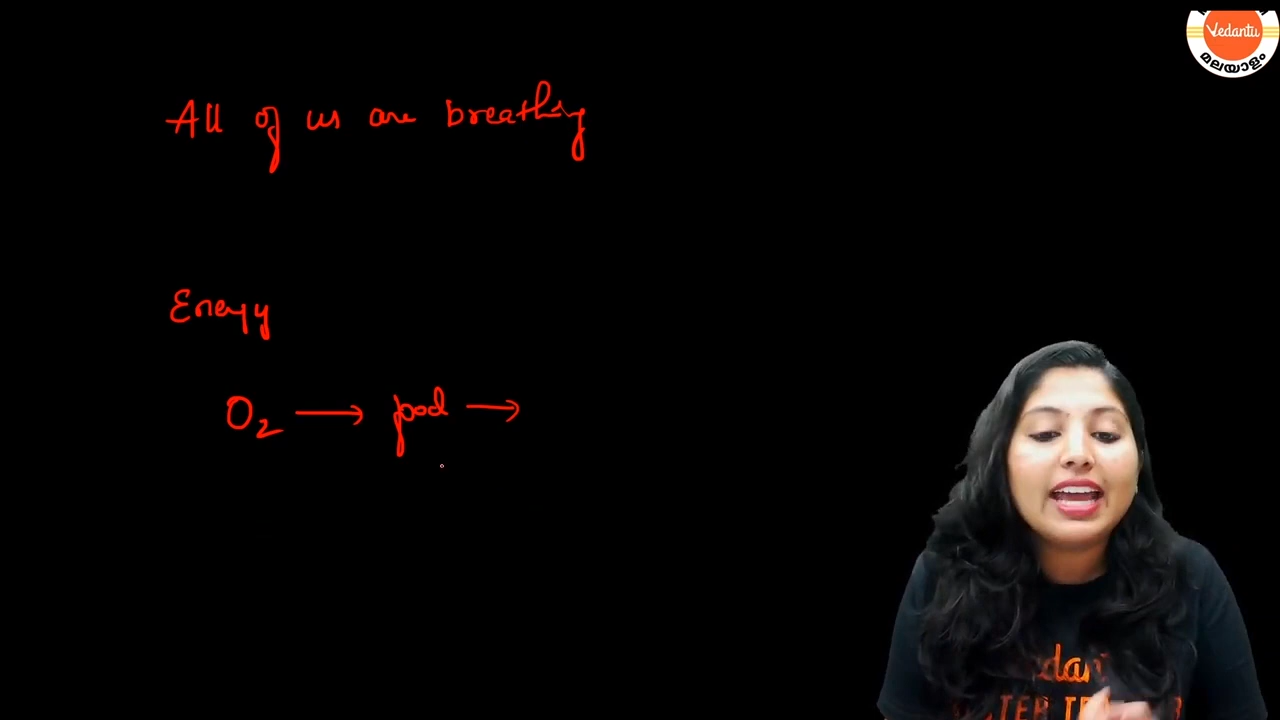 Vedantu
മലയാളം
All of us are breathing
Energy
O2 → food →